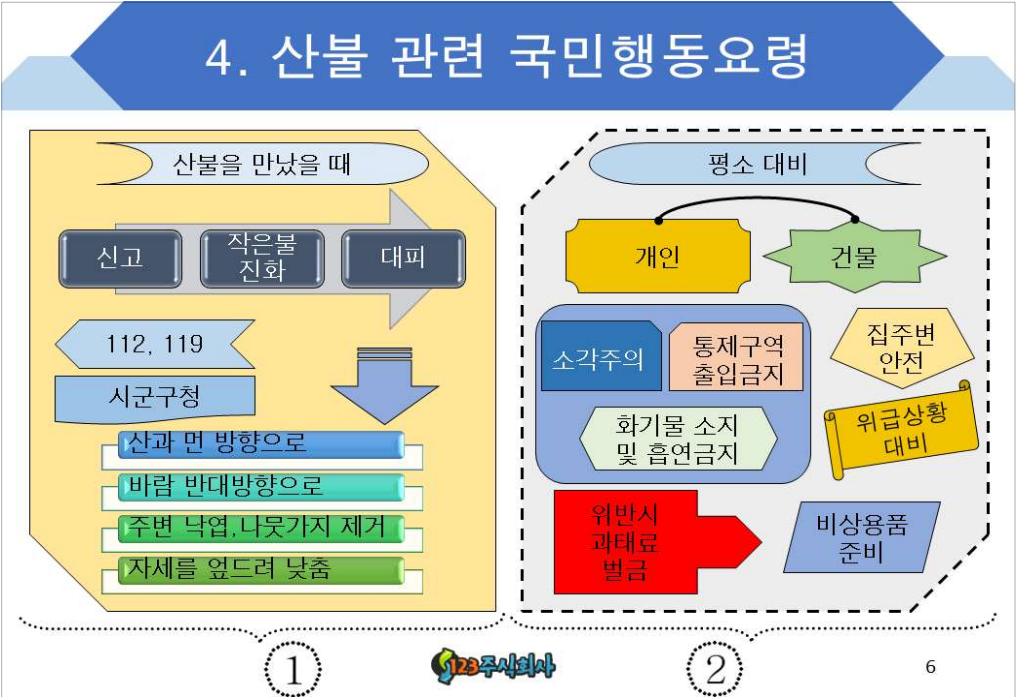 4. 산불 관련 국민행동요령
산불을 만났을 때
신고
작은불
진화
대피
112, 119
시군구청
산과 먼 방향으로
바람 반대방향으로
주변 낙엽,나뭇가지 제거
자세를 엎드려 낮춤
1
평소 대비
개인
건물
소각주의
통제구역
출입금지
화기물 소지
및 흡연금지
집주변
안전
위급상황
대비
위반시
과태료
벌금
비상용품
준비
2
123주식회사
6